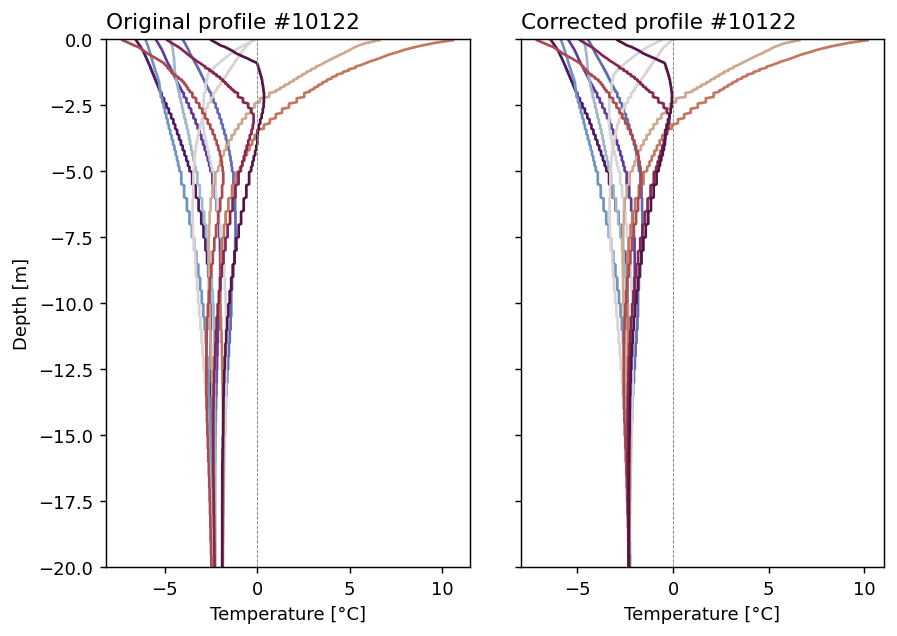 Original profile #10122
Corrected profile #10122
0.0
−2.5
−5.0
−7.5
−10.0
−12.5
−15.0
−17.5
−20.0
Depth [m]
−5 0 5 10
−5 0 5 10
Temperature [°C]
Temperature [°C]